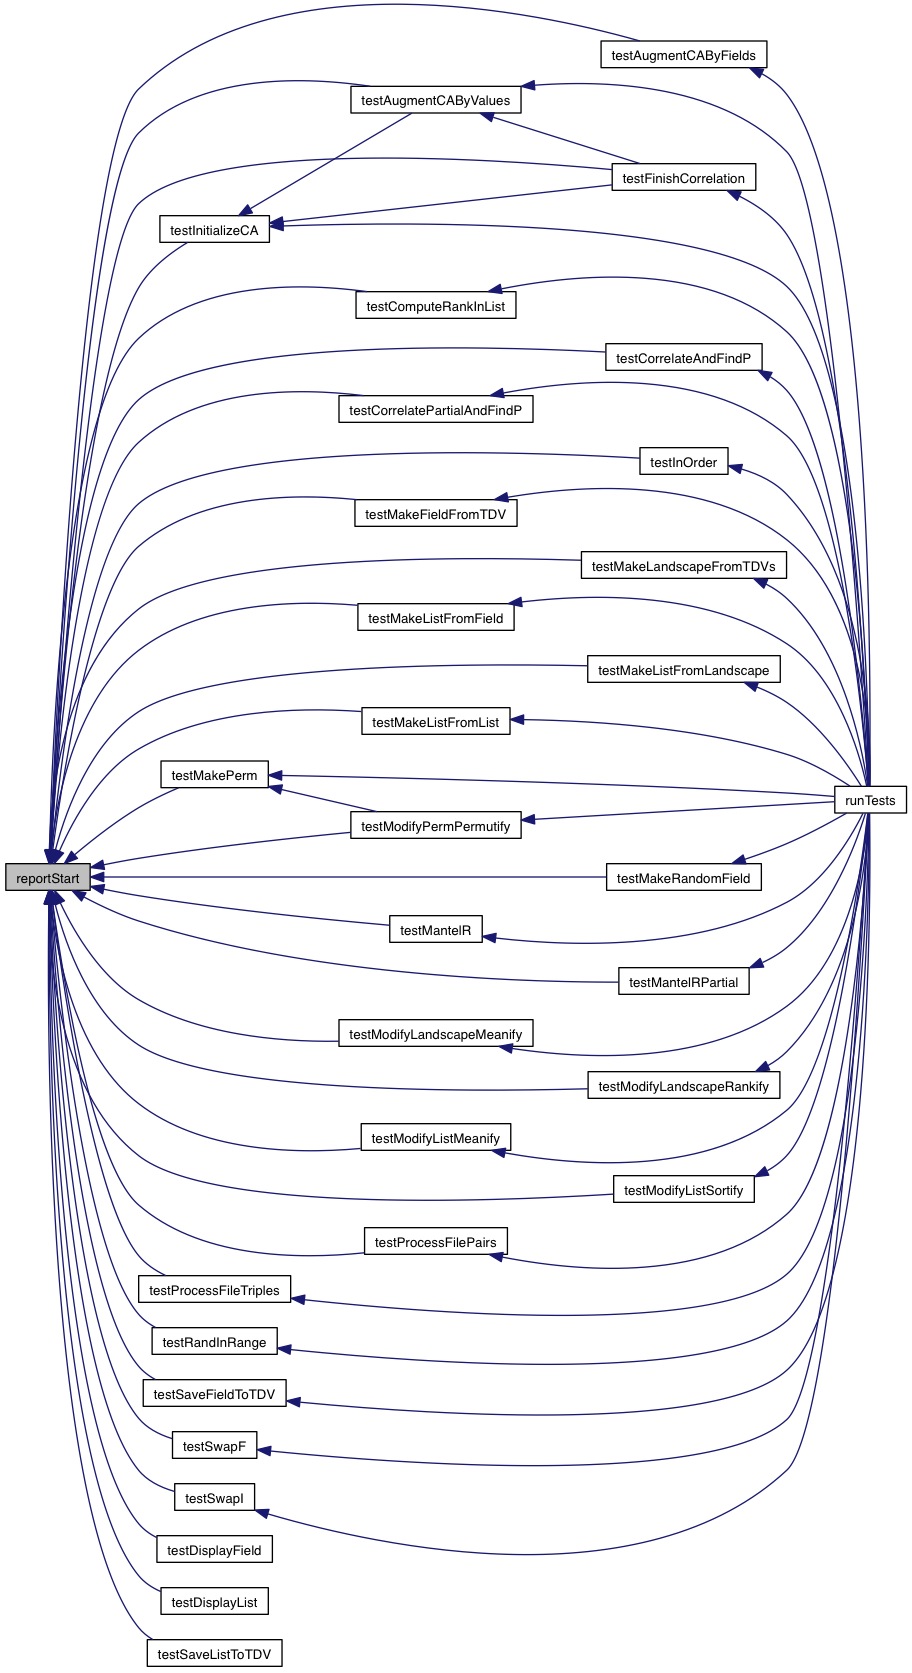 testAugmentCAByFields
testAugmentCAByValues
testFinishCorrelation
testInitializeCA
testComputeRankInList
testCorrelateAndFindP
testCorrelatePartialAndFindP
testInOrder
testMakeFieldFromTDV
testMakeLandscapeFromTDVs
testMakeListFromField
testMakeListFromLandscape
testMakeListFromList
testMakePerm
runTests
testModifyPermPermutify
reportStart
testMakeRandomField
testMantelR
testMantelRPartial
testModifyLandscapeMeanify
testModifyLandscapeRankify
testModifyListMeanify
testModifyListSortify
testProcessFilePairs
testProcessFileTriples
testRandInRange
testSaveFieldToTDV
testSwapF
testSwapI
testDisplayField
testDisplayList
testSaveListToTDV